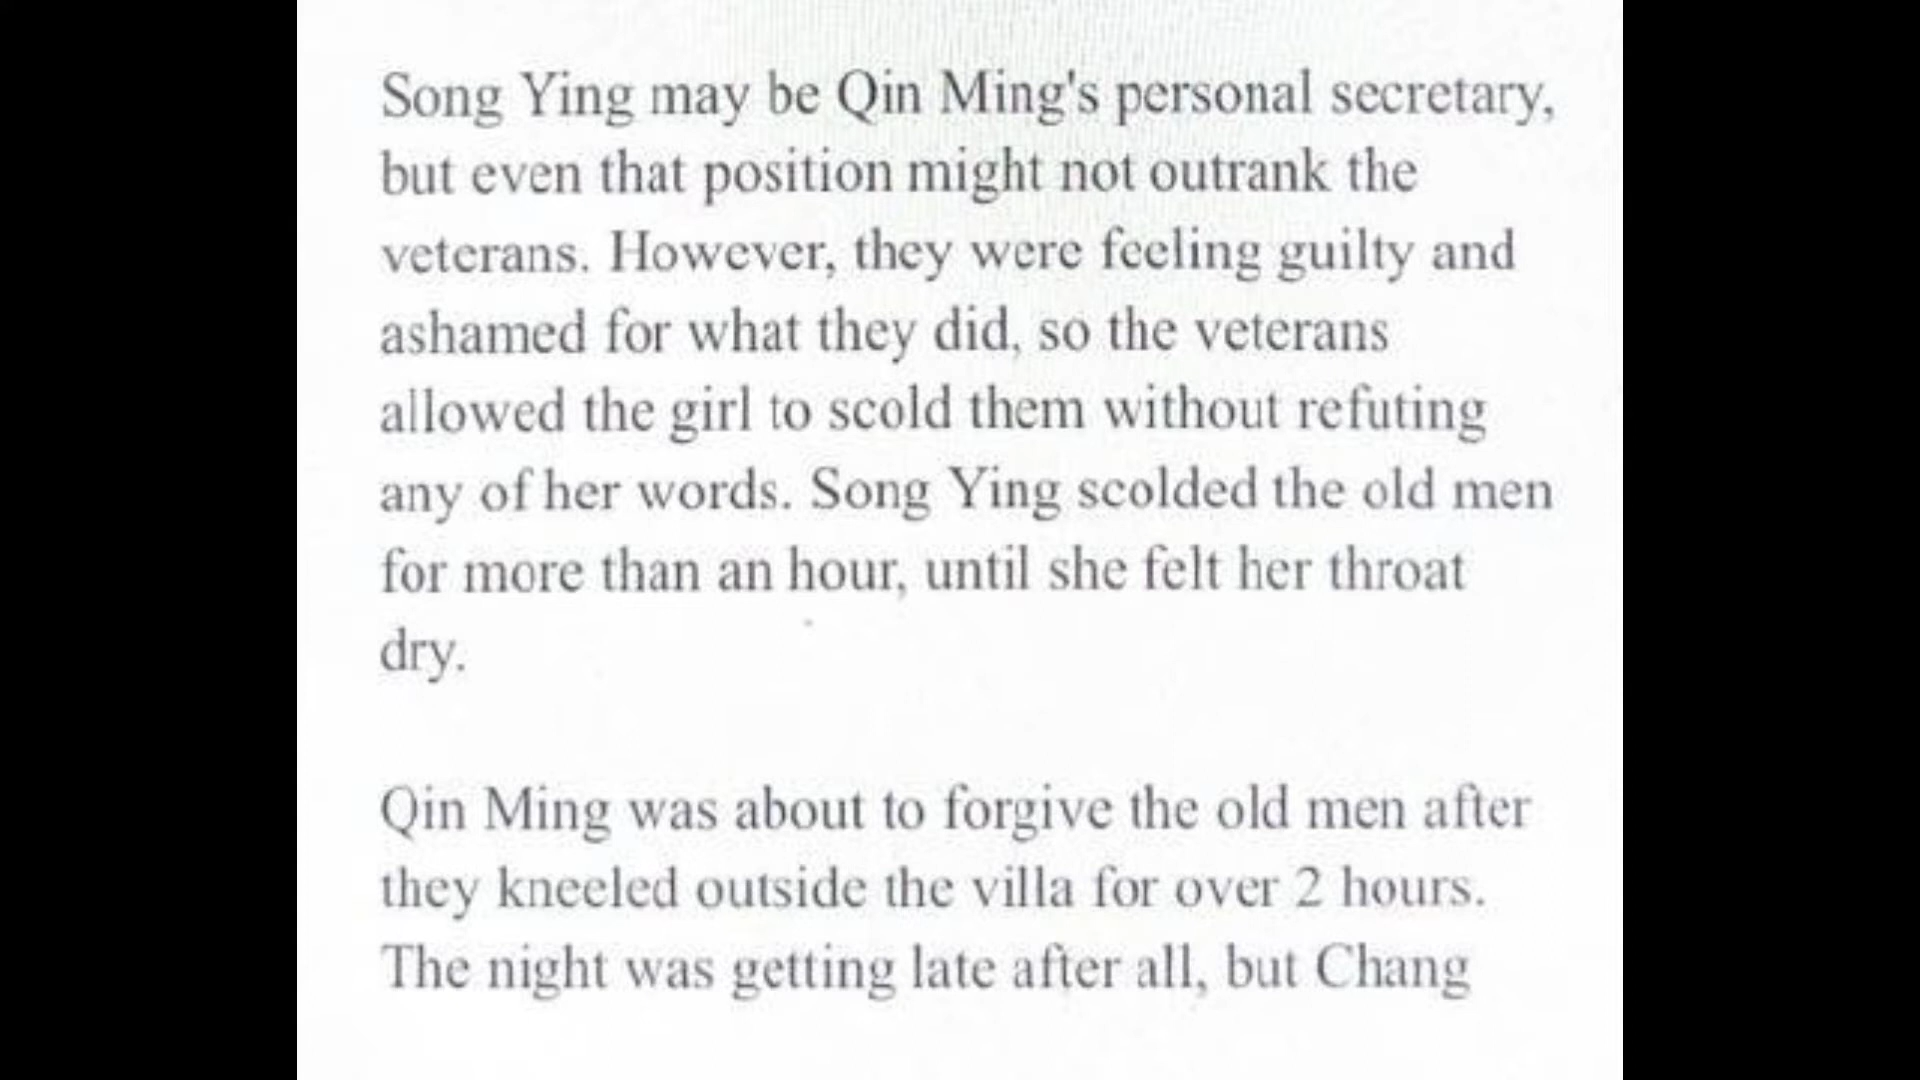 Song Ying may be Qin Ming's personal secretary,
but even that position might not outrank the
veterans. However, they were feeling guilty and
ashamed for what they did, so the veterans
allowed the girl to scold them without refuting
any of her words. Song Ying scolded the old men
for more than an hour, until she felt her throat
dry.
Qin Ming was about to forgive the old men after
they kneeled outside the villa for over 2 hours.
The night was getting late after all, but Chang